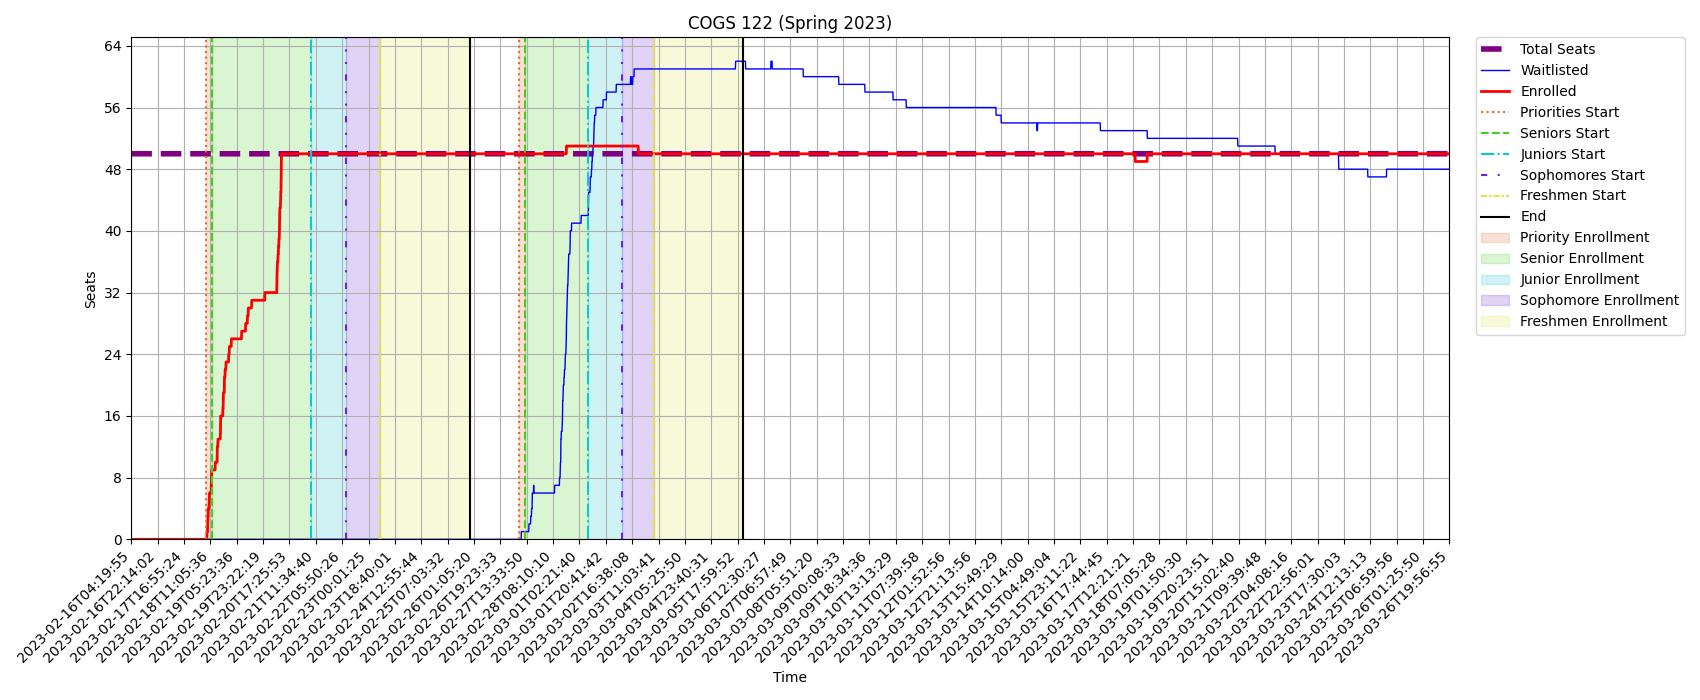 COGS 122 (Spring 2023)
64
56
48
40
32
24
16
8
0
Seats
2023-02-16T04:19:55
2023-02-16T22:14:02
2023-02-17T16:55:24
2023-02-18T11:05:36
2023-02-19T05:23:36
2023-02-19T23:22:19
2023-02-20T17:25:53
2023-02-21T11:34:40
2023-02-22T05:50:26
2023-02-23T00:01:25
2023-02-23T18:40:01
2023-02-24T12:55:44
2023-02-25T07:03:32
2023-02-26T01:05:20
2023-02-26T19:23:33
2023-02-27T13:33:50
2023-02-28T08:10:10
2023-03-01T02:21:40
2023-03-01T20:41:42
2023-03-02T16:38:08
2023-03-03T11:03:41
2023-03-04T05:25:50
2023-03-04T23:40:31
2023-03-05T17:59:52
2023-03-06T12:30:27
2023-03-07T06:57:49
2023-03-08T05:51:20
2023-03-09T00:08:33
2023-03-09T18:34:36
2023-03-10T13:13:29
2023-03-11T07:39:58
2023-03-12T01:52:56
2023-03-12T21:13:56
2023-03-13T15:49:29
2023-03-14T10:14:00
2023-03-15T04:49:04
2023-03-15T23:11:22
2023-03-16T17:44:45
2023-03-17T12:21:21
2023-03-18T07:05:28
2023-03-19T01:50:30
2023-03-19T20:23:51
2023-03-20T15:02:40
2023-03-21T09:39:48
2023-03-22T04:08:16
2023-03-22T22:56:01
2023-03-23T17:30:03
2023-03-24T12:13:13
2023-03-25T06:59:56
2023-03-26T01:25:50
2023-03-26T19:56:55
Time
Total Seats
Waitlisted
Enrolled
Priorities Start
Seniors Start
Juniors Start
Sophomores Start
Freshmen Start
End
Priority Enrollment
Senior Enrollment
Junior Enrollment
Sophomore Enrollment
Freshmen Enrollment